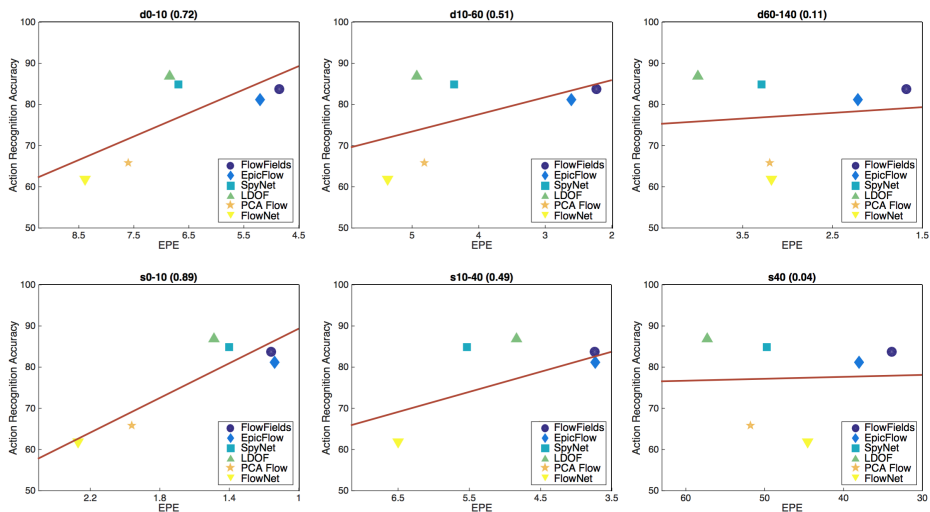 d0-10 (0.72)
Action Recognition Accuracy
100
90
80
70
60
50
8.5 7.5 6.5 5.5 4.5
EPE
FlowFields
EpicFlow
SpyNet
LDOF
PCA Flow
FlowNet
d10-60 (0.51)
Action Recognition Accuracy
100
90
80
70
60
50
5 4 3 2
EPE
FlowFields
EpicFlow
SpyNet
LDOF
PCA Flow
FlowNet
d60-140 (0.11)
Action Recognition Accuracy
100
90
80
70
60
50
3.5 2.5 1.5
EPE
FlowFields
EpicFlow
SpyNet
LDOF
PCA Flow
FlowNet
s0-10 (0.89)
Action Recognition Accuracy
100
90
80
70
60
50
2.2 1.8 1.4 1
EPE
FlowFields
EpicFlow
SpyNet
LDOF
PCA Flow
FlowNet
s10-40 (0.49)
Action Recognition Accuracy
100
90
80
70
60
50
6.5 5.5 4.5 3.5
EPE
FlowFields
EpicFlow
SpyNet
LDOF
PCA Flow
FlowNet
s40 (0.04)
Action Recognition Accuracy
100
90
80
70
60
50
60 50 40 30
EPE
FlowFields
EpicFlow
SpyNet
LDOF
PCA Flow
FlowNet